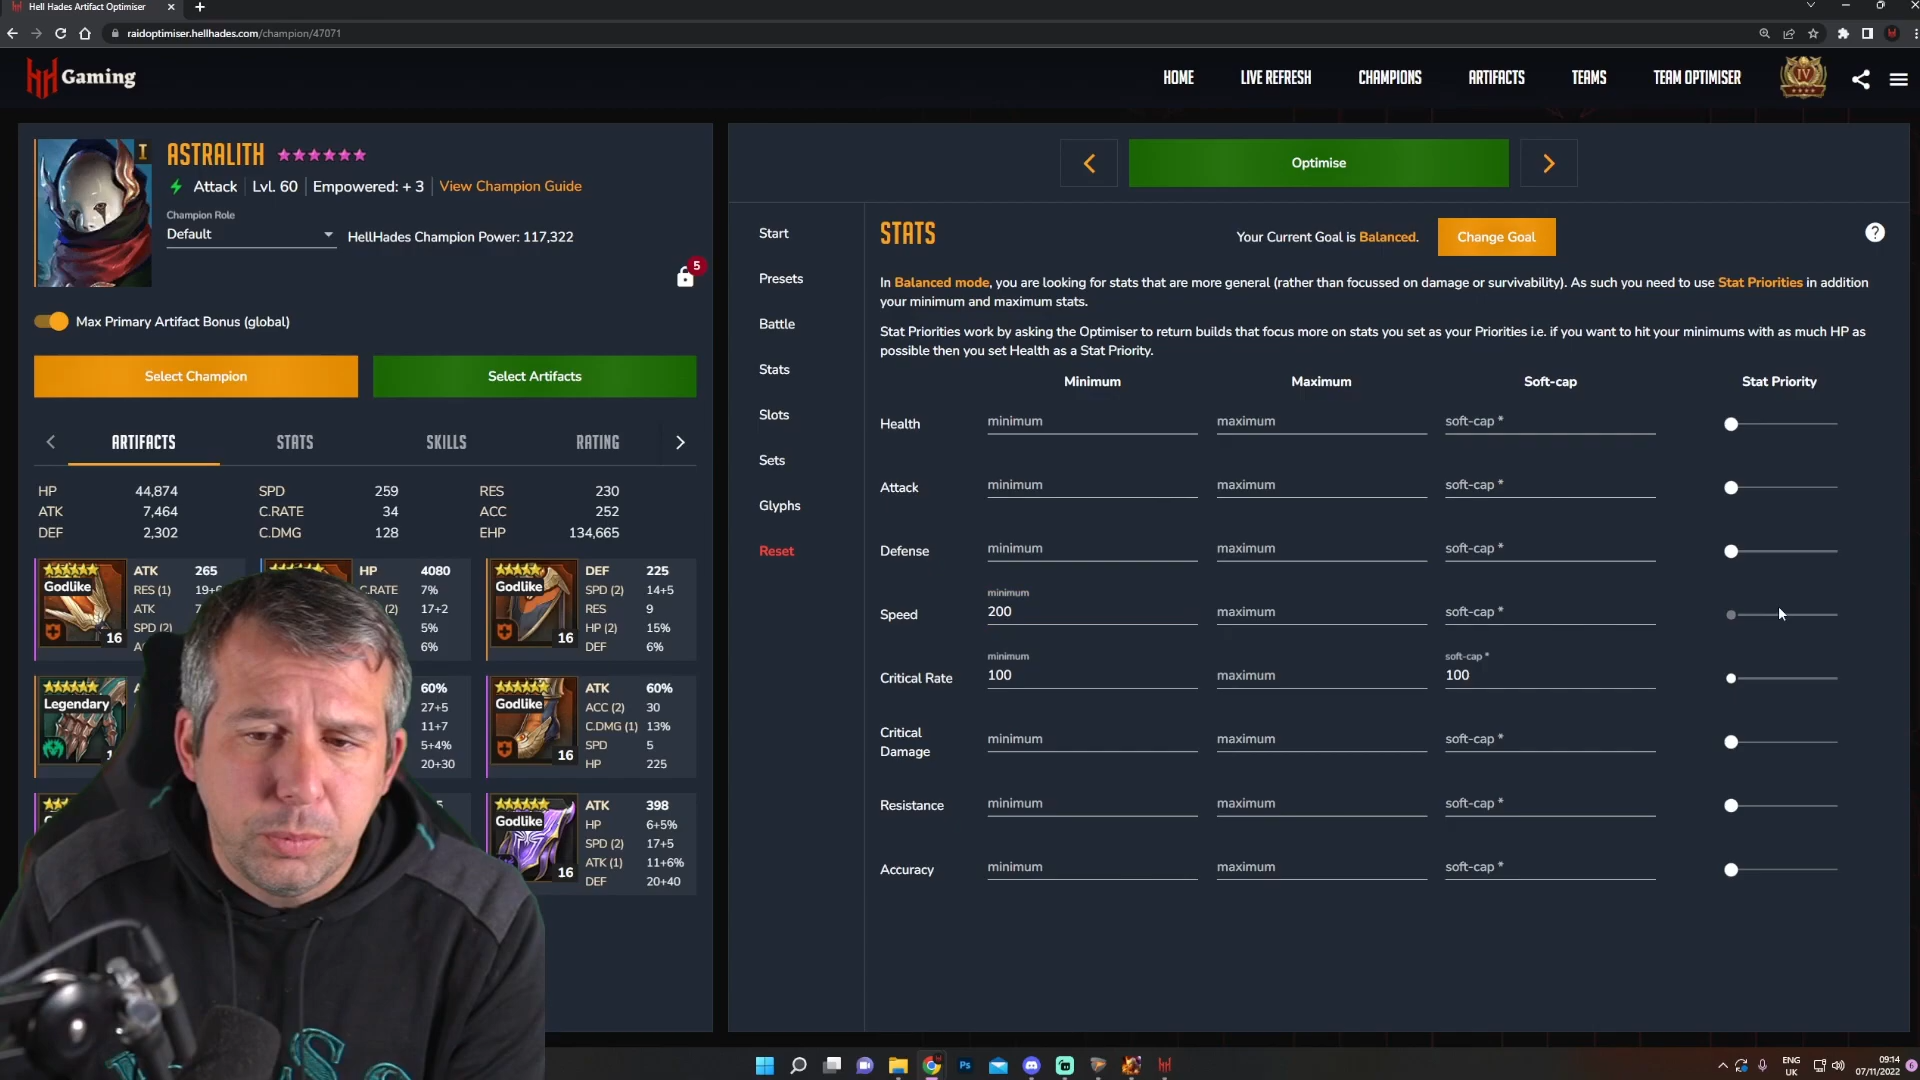 Hell Hades Artifact Optimiser
raidoptimiser.hellhades.com/champion/47071
Gaming
HOME
LIVE REFRESH
CHAMPIONS
ARTIFACTS
TEAMS
TEAM OPTIMISER
IV
I
ASTRALITH
Attack
Lvl. 60
Empowered: + 3
View Champion Guide
Champion Role
Default
HellHades Champion Power: 117,322
5
Max Primary Artifact Bonus (global)
Select Champion
Select Artifacts
ARTIFACTS
STATS
SKILLS
RATING
HP 44,874 SPD 259 RES 230
ATK 7,464 C.RATE 34 ACC 252
DEF 2,302 C.DMG 128 EHP 134,665
Godlike
16
ATK 265
RES (1)
ATK
SPD (2)
HP 4080
C.RATE 7%
17+2
5%
6%
Godlike
16
DEF 225
SPD (2) 14+5
RES 9
HP (2) 15%
DEF 6%
Legendary
60%
27+5
11+7
5+4%
20+30
Godlike
16
ATK 60%
ACC (2) 30
C.DMG (1) 13%
SPD 5
HP 225
Godlike
16
ATK 398
HP 6+5%
SPD (2) 17+5
ATK (1) 11+6%
DEF 20+40
Optimise
Start
Presets
Battle
Stats
Slots
Sets
Glyphs
Reset
STATS
Your Current Goal is Balanced.
Change Goal
In Balanced mode, you are looking for stats that are more general (rather than focussed on damage or survivability). As such you need to use Stat Priorities in addition
your minimum and maximum stats.
Stat Priorities work by asking the Optimiser to return builds that focus more on stats you set as your Priorities i.e. if you want to hit your minimums with as much HP as
possible then you set Health as a Stat Priority.
Minimum Maximum Soft-cap Stat Priority
Health minimum maximum soft-cap *
Attack minimum maximum soft-cap *
Defense minimum maximum soft-cap *
minimum
Speed 200 maximum soft-cap *
minimum soft-cap *
Critical Rate 100 maximum 100
Critical
Damage minimum maximum soft-cap *
Resistance minimum maximum soft-cap *
Accuracy minimum maximum soft-cap *
Ps
ENG
UK
09:14
07/11/2022